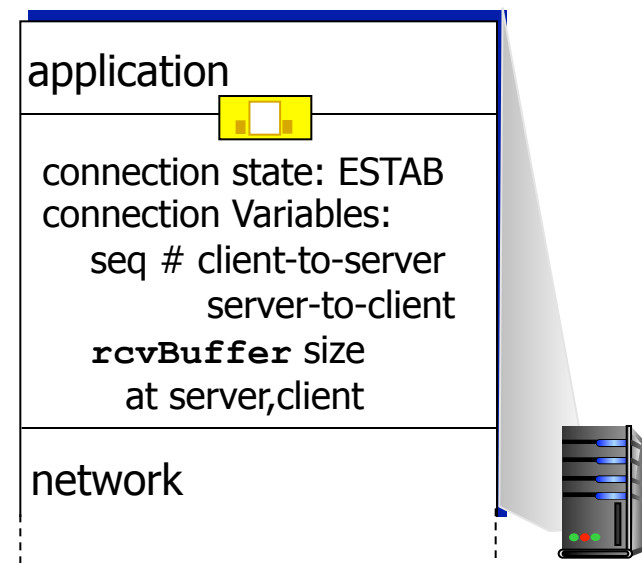 application
connection state: ESTAB
connection Variables:
seq # client-to-server
server-to-client
rcvBuffer size
at server,client
network